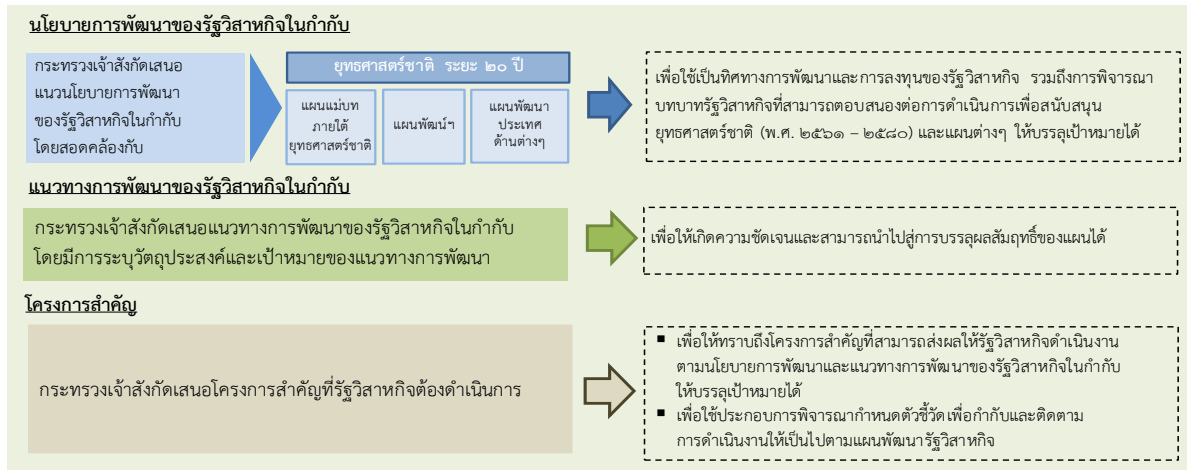 นโยบายการพัฒนาของรัฐวิสาหกิจในกำกับ
กระทรวงเจ้าสังกัดเสนอ
แนวนโยบายการพัฒนา
ของรัฐวิสาหกิจในกำกับ
โดยสอดคล้องกับ
ยุทธศาสตร์ชาติ ระยะ ๒๐ ปี
แผนแม่บท
ภายใต้
ยุทธศาสตร์ชาติ
แผนพัฒน์ฯ
แผนพัฒนา
ประเทศ
ด้านต่างๆ
เพื่อใช้เป็นทิศทางการพัฒนาและการลงทุนของรัฐวิสาหกิจ รวมถึงการพิจารณา
บทบาทรัฐวิสาหกิจที่สามารถตอบสนองต่อการดำเนินการเพื่อสนับสนุน
ยุทธศาสตร์ชาติ (พ.ศ. ๒๕๖๑ – ๒๕๘๐) และแผนต่างๆ ให้บรรลุเป้าหมายได้
แนวทางการพัฒนาของรัฐวิสาหกิจในกำกับ
กระทรวงเจ้าสังกัดเสนอแนวทางการพัฒนาของรัฐวิสาหกิจในกำกับ
โดยมีการระบุวัตถุประสงค์และเป้าหมายของแนวทางการพัฒนา
เพื่อให้เกิดความชัดเจนและสามารถนำไปสู่การบรรลุผลสัมฤทธิ์ของแผนได้
โครงการสำคัญ
กระทรวงเจ้าสังกัดเสนอโครงการสำคัญที่รัฐวิสาหกิจต้องดำเนินการ
▪ เพื่อให้ทราบถึงโครงการสำคัญที่สามารถส่งผลให้รัฐวิสาหกิจดำเนินงาน
ตามนโยบายการพัฒนาและแนวทางการพัฒนาของรัฐวิสาหกิจในกำกับ
ให้บรรลุเป้าหมายได้
▪ เพื่อใช้ประกอบการพิจารณากำหนดตัวชี้วัดเพื่อกำกับและติดตาม
การดำเนินงานให้เป็นไปตามแผนพัฒนารัฐวิสาหกิจ